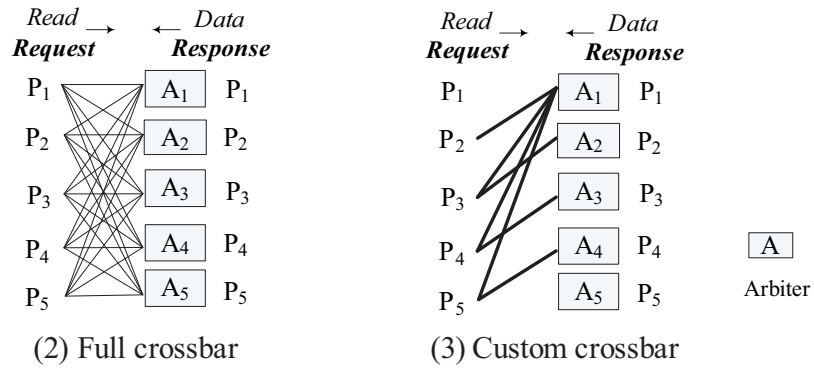 Read → ← Data
Request Response
P1 A1 P1
P2 A2 P2
P3 A3 P3
P4 A4 P4
P5 A5 P5
(2) Full crossbar
Read → ← Data
Request Response
P1 A1 P1
P2 A2 P2
P3 A3 P3
P4 A4 P4
P5 A5 P5
(3) Custom crossbar
A
Arbiter